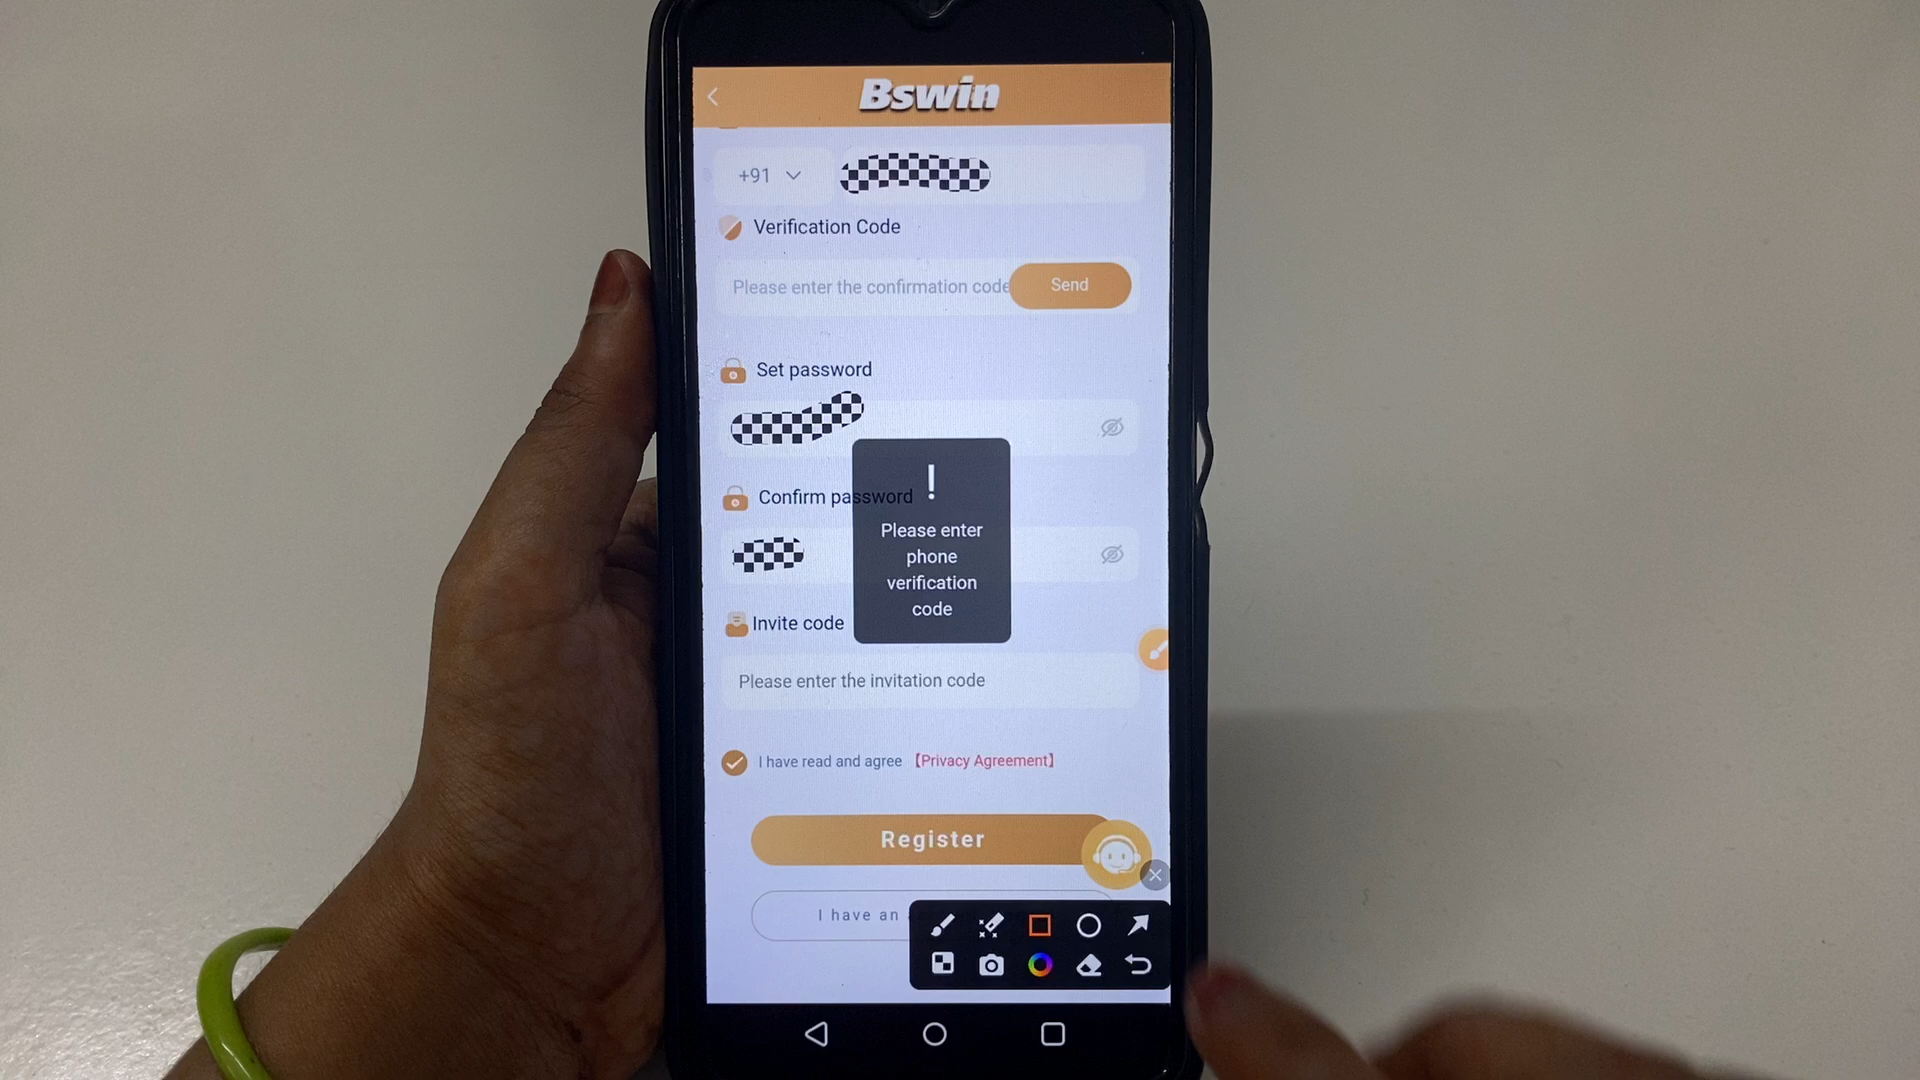 Bswin
+91
Verification Code
Please enter the confirmation code
Send
Set password
Confirm password
!
Please enter
phone
verification
code
Invite code
Please enter the invitation code
I have read and agree 【Privacy Agreement】
Register
I have an